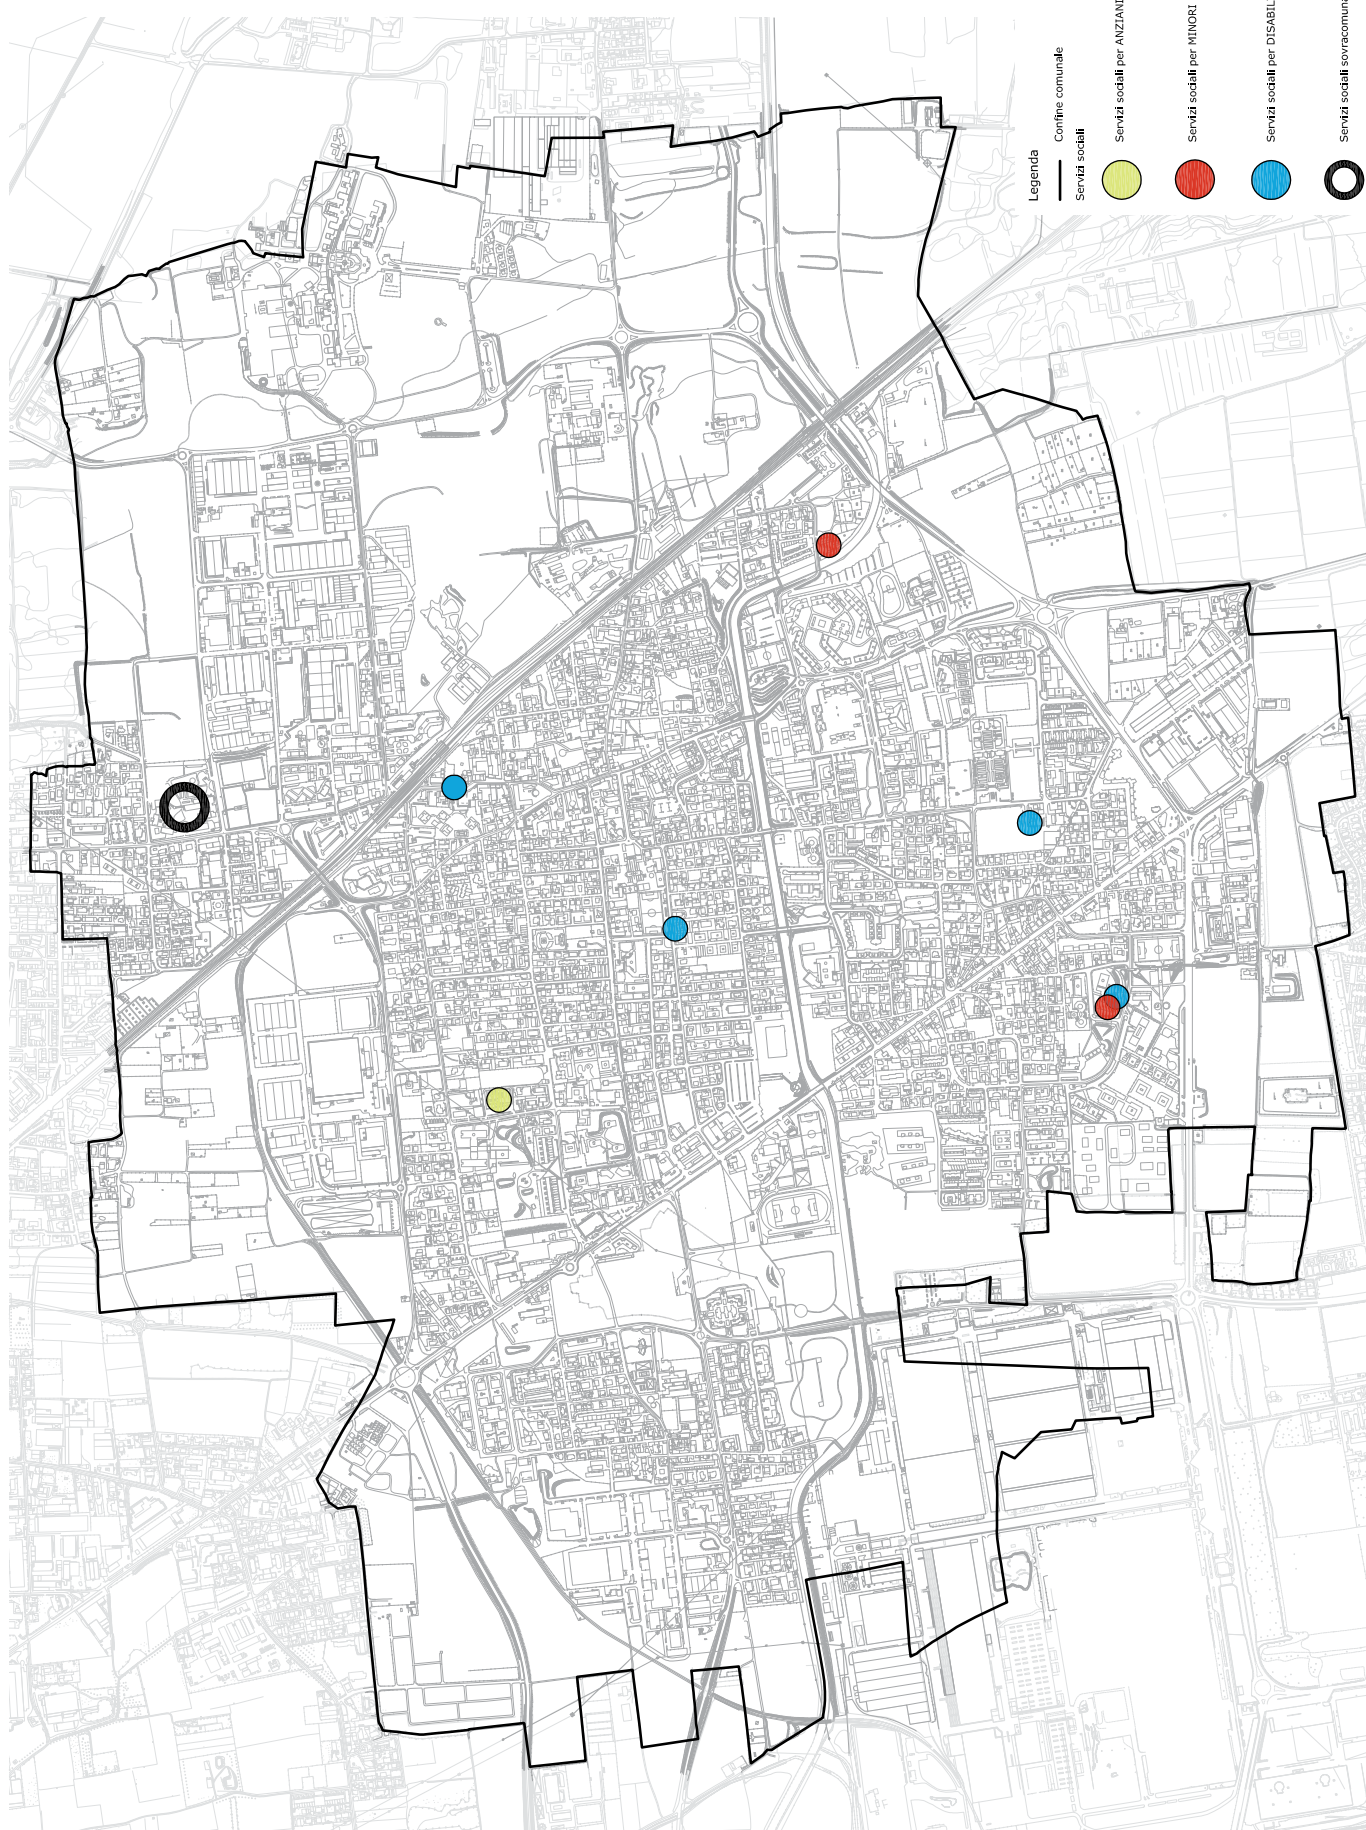 Legenda
Confine comunale
Servizi sociali
Servizi sociali per ANZIANI
Servizi sociali per MINORI
Servizi sociali per DISABIL
Servizi sociali sovracomuna